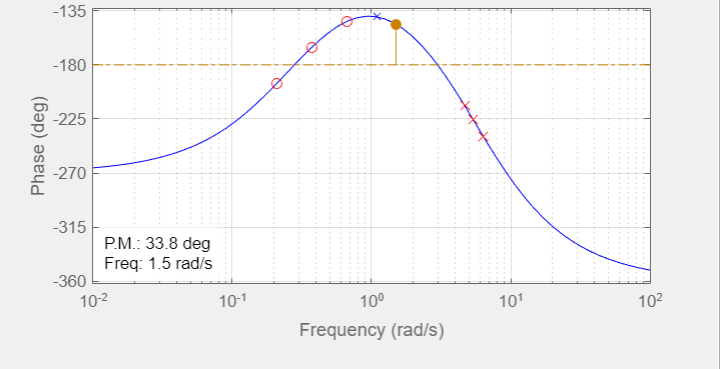 -135
-180
-225
-270
-315
-360
Phase (deg)
P.M.: 33.8 deg
Freq: 1.5 rad/s
10-2 10-1 100 101 102
Frequency (rad/s)